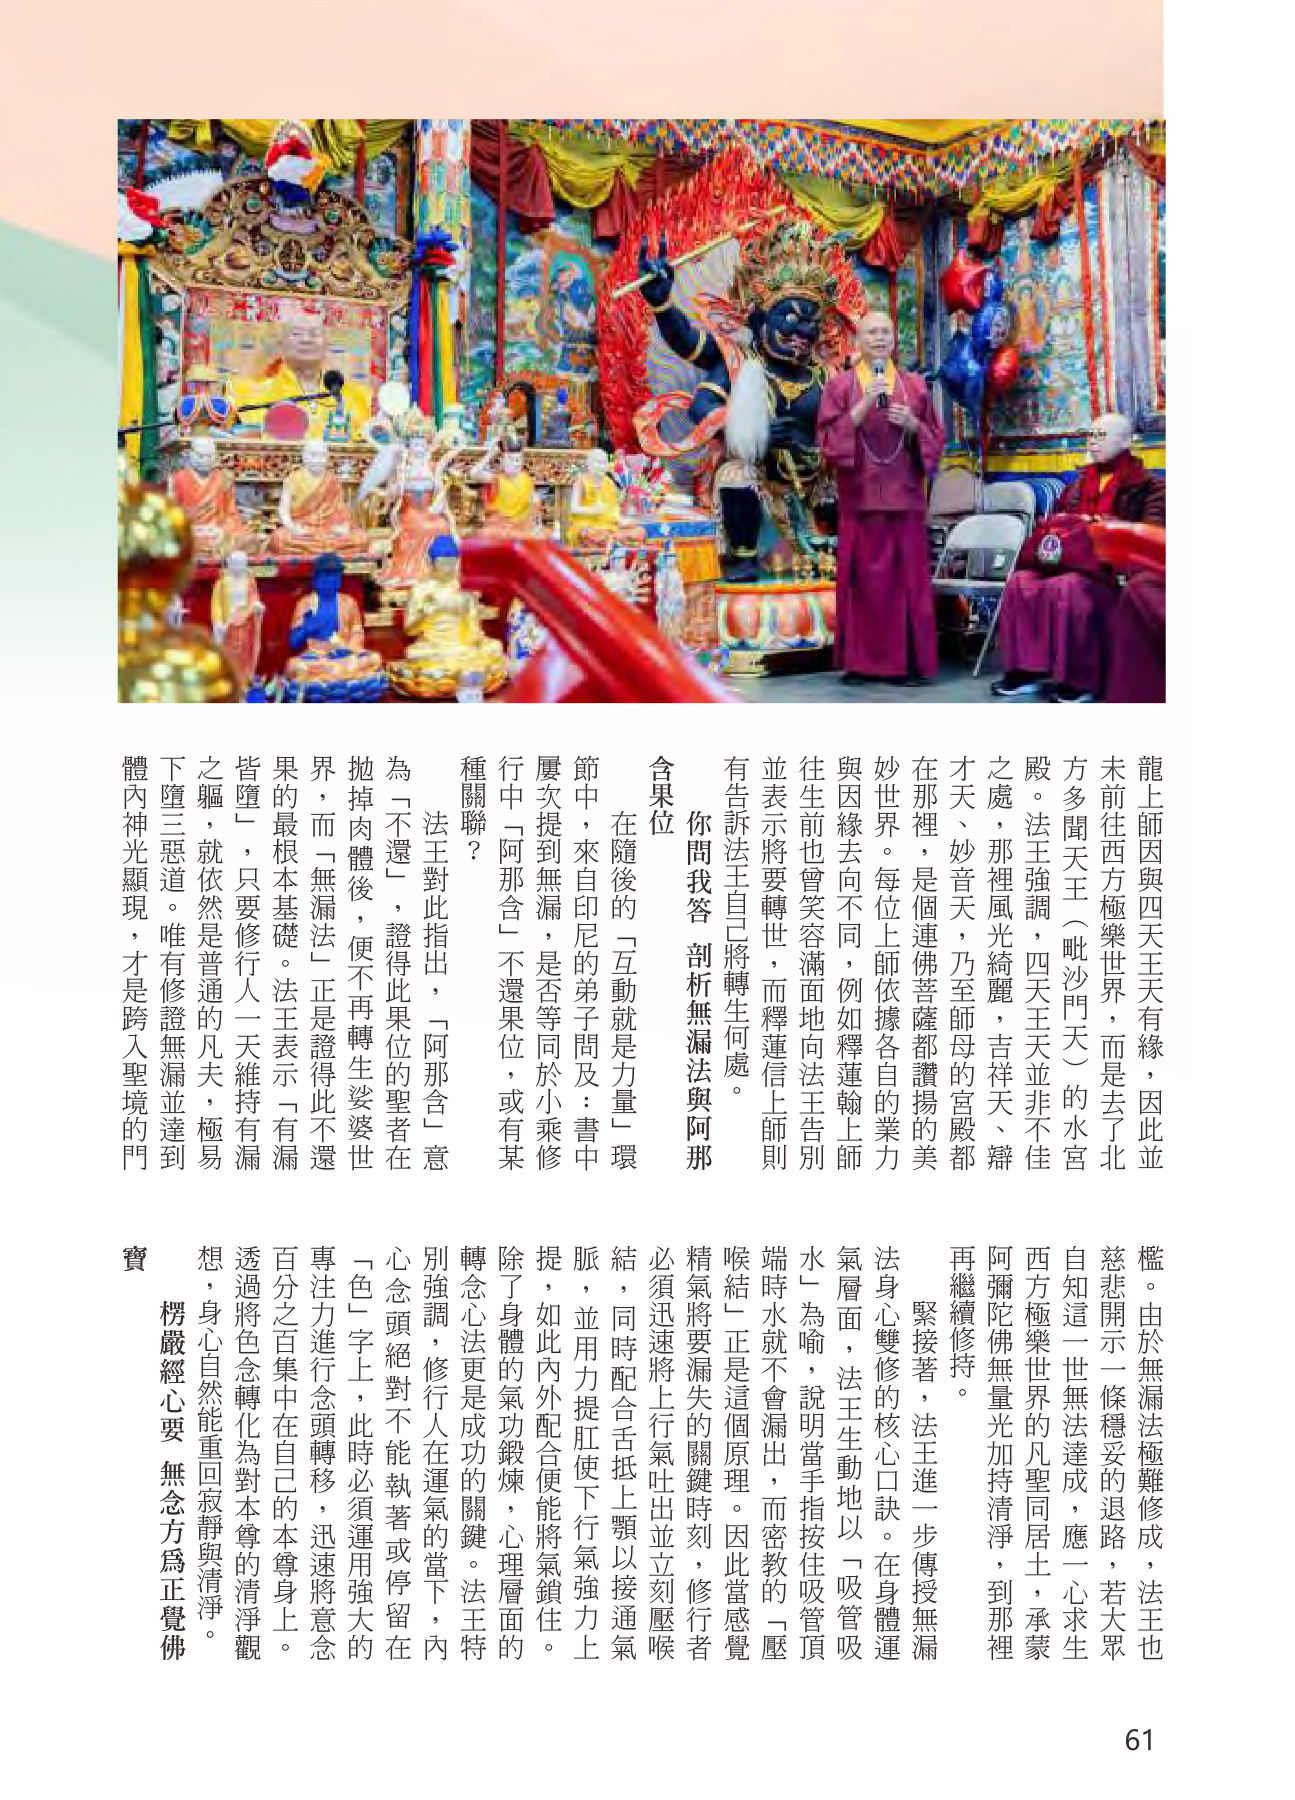 龍上師因與四天王天有緣，因此並
未前往西方極樂世界，而是去了北
方多聞天王（毗沙門天）的水宮
殿。法王強調，四天王天並非不佳
之處，那裡風光綺麗，吉祥天、辯
才天、妙音天，乃至師母的宮殿都
在那裡，是個連佛菩薩都讚揚的美
妙世界。每位上師依據各自的業力
與因緣去向不同，例如釋蓮翰上師
往生前也曾笑容滿面地向法王告別
並表示將要轉世，而釋蓮信上師則
有告訴法王自己將轉生何處。
你問我答 剖析無漏法與阿那
含果位
在隨後的「互動就是力量」環
節中，來自印尼的弟子問及：書中
屢次提到無漏，是否等同於小乘修
行中「阿那含」不還果位，或有某
種關聯？
法王對此指出，「阿那含」意
為「不還」，證得此果位的聖者在
拋掉肉體後，便不再轉生娑婆世
界，而「無漏法」正是證得此不還
果的最根本基礎。法王表示「有漏
皆墮」，只要修行人一天維持有漏
之軀，就依然是普通的凡夫，極易
下墮三惡道。唯有修證無漏並達到
體內神光顯現，才是跨入聖境的門
檻。由於無漏法極難修成，法王也
慈悲開示一條穩妥的退路，若大眾
自知這一世無法達成，應一心求生
西方極樂世界的凡聖同居土，承蒙
阿彌陀佛無量光加持清淨，到那裡
再繼續修持。
緊接著，法王進一步傳授無漏
法身心雙修的核心口訣。在身體運
氣層面，法王生動地以「吸管吸
水」為喻，說明當手指按住吸管頂
端時水就不會漏出，而密教的「壓
喉結」正是這個原理。因此當感覺
精氣將要漏失的關鍵時刻，修行者
必須迅速將上行氣吐出並立刻壓喉
結，同時配合舌抵上顎以接通氣
脈，並用力提肛使下行氣強力上
提，如此內外配合便能將氣鎖住。
除了身體的氣功鍛煉，心理層面的
轉念心法更是成功的關鍵。法王特
別強調，修行人在運氣的當下，內
心念頭絕對不能執著或停留在
「色」字上，此時必須運用強大的
專注力進行念頭轉移，迅速將意念
百分之百集中在自己的本尊身上。
透過將色念轉化為對本尊的清淨觀
想，身心自然能重回寂靜與清淨。
楞嚴經心要 無念方爲正覺佛
寶
61